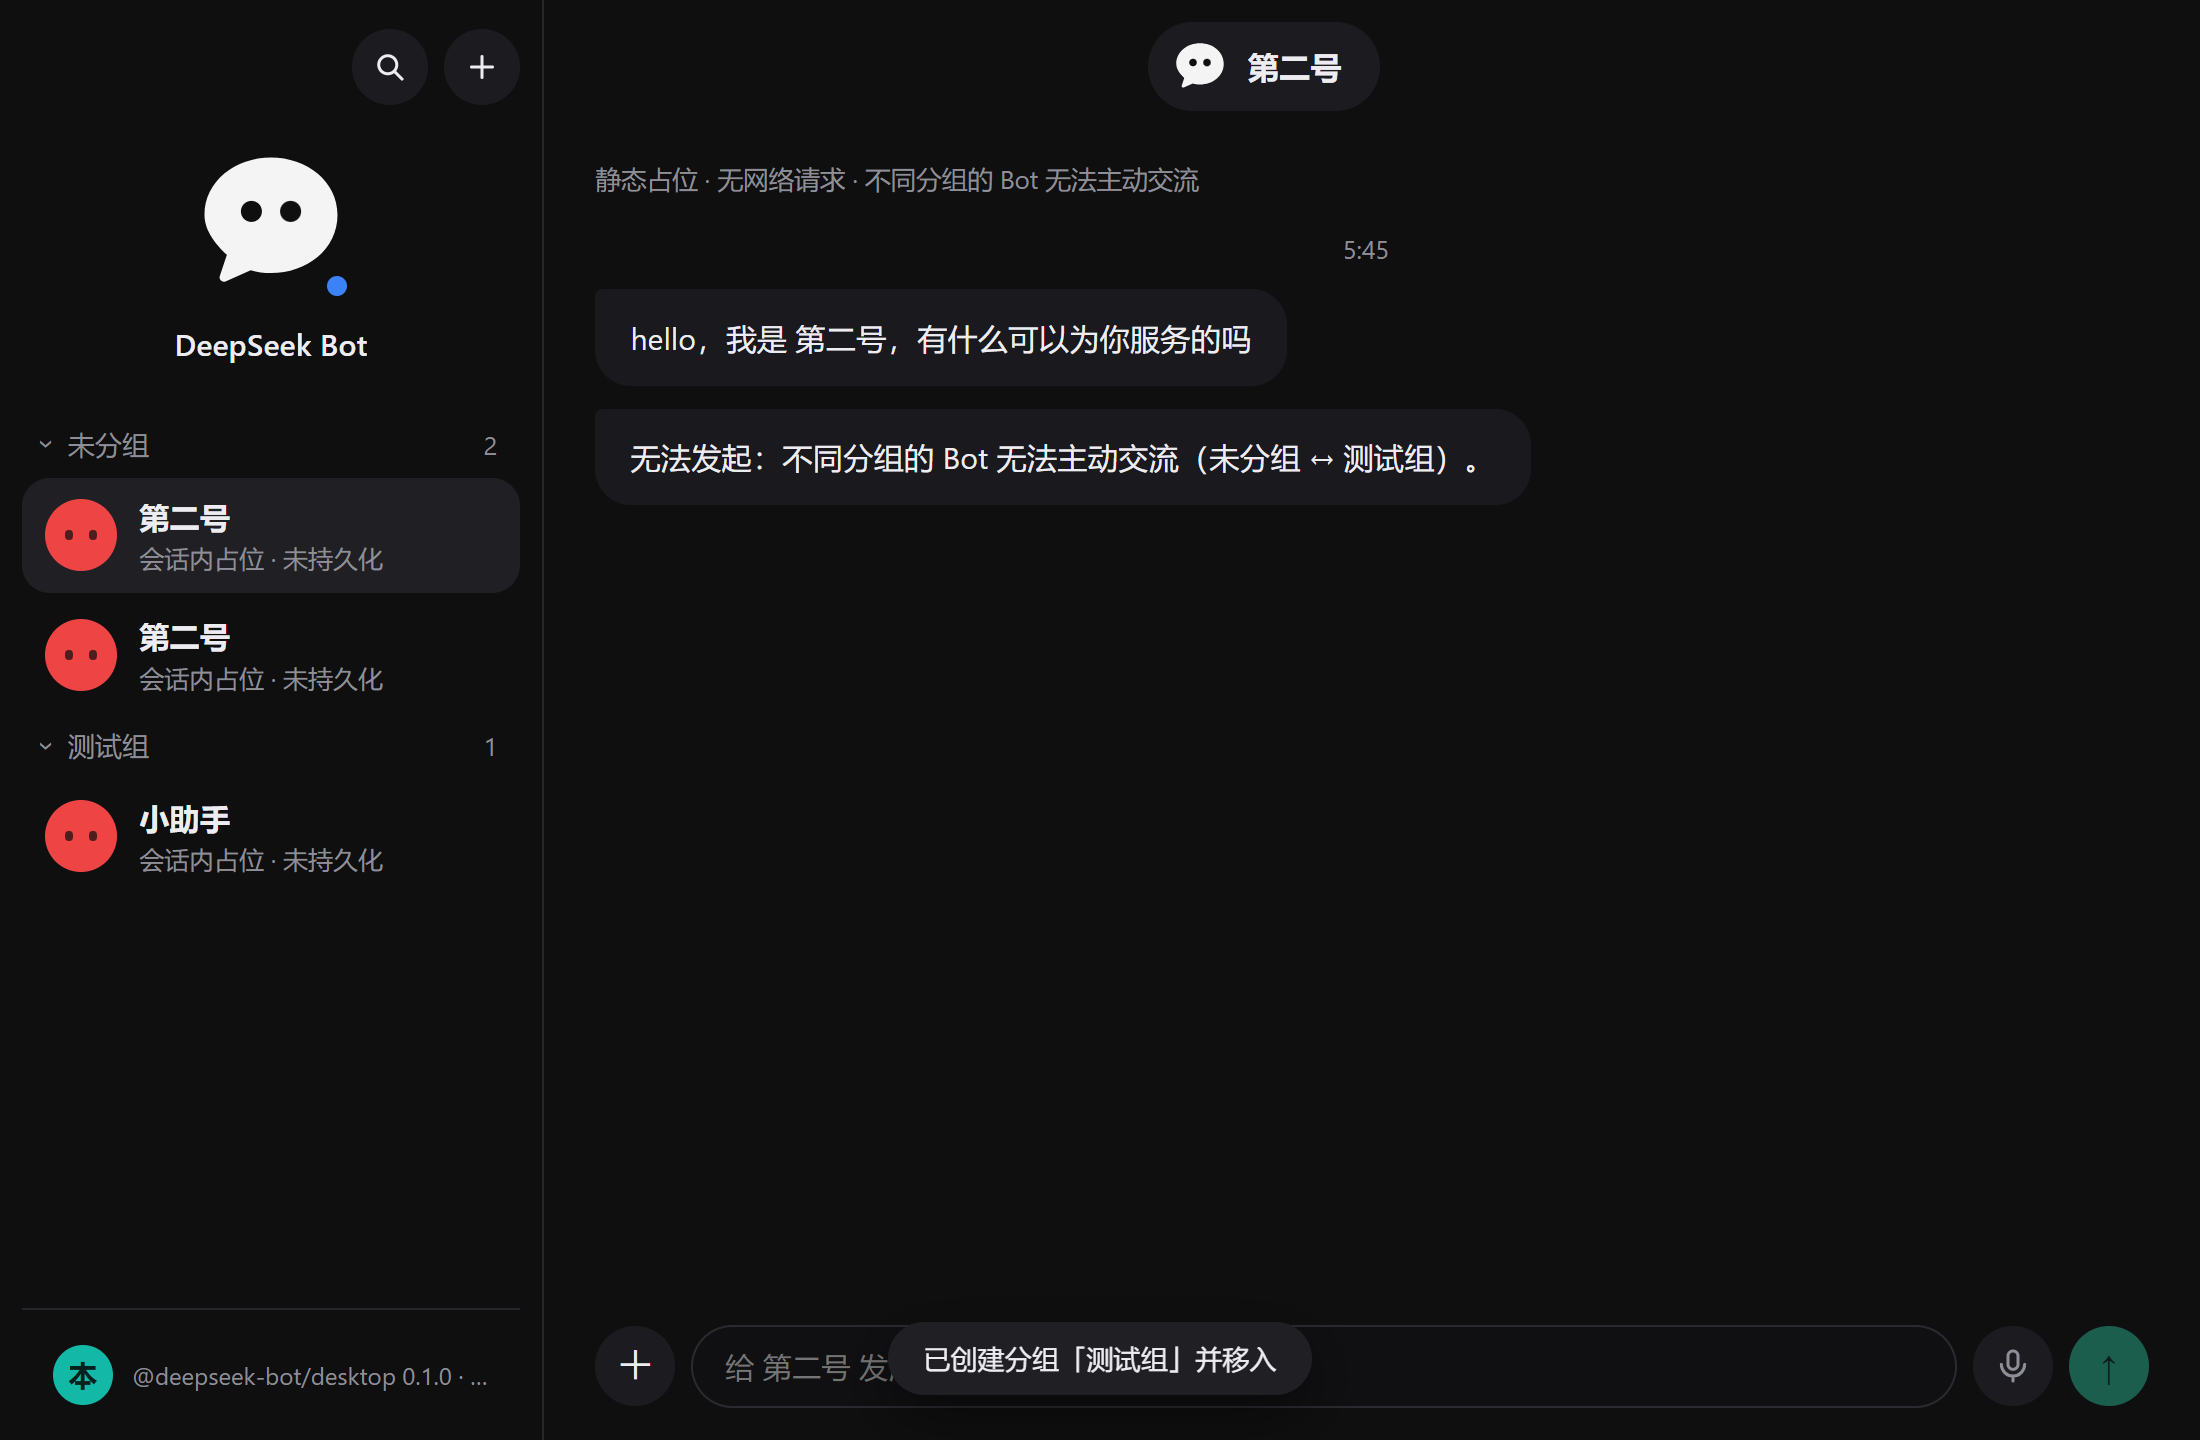 DeepSeek Bot
未分组
2
第二号
会话内占位 · 未持久化
第二号
会话内占位 · 未持久化
测试组
1
小助手
会话内占位 · 未持久化
本
@deepseek-bot/desktop 0.1.0 · ...
第二号
静态占位 · 无网络请求 · 不同分组的 Bot 无法主动交流
5:45
hello，我是 第二号，有什么可以为你服务的吗
无法发起：不同分组的 Bot 无法主动交流（未分组 ↔ 测试组）。
给 第二号 发
已创建分组「测试组」并移入